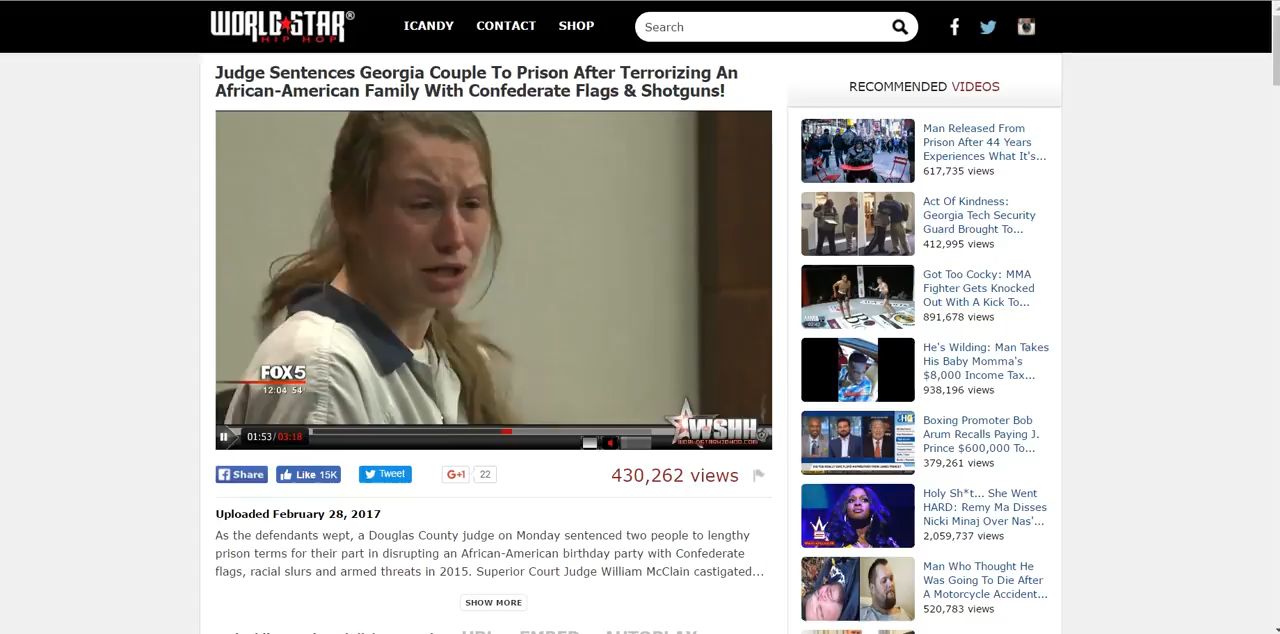 WORLD STAR®
HIP HOP
ICANDY CONTACT SHOP
Search
Judge Sentences Georgia Couple To Prison After Terrorizing An
African-American Family With Confederate Flags & Shotguns!
FOX5
12:04 54
WSHH
WORLDSTARHIPHOP.COM
01:53/03:18
Share
Like 15K
Tweet
G+1 22
430,262 views
Uploaded February 28, 2017
As the defendants wept, a Douglas County judge on Monday sentenced two people to lengthy
prison terms for their part in disrupting an African-American birthday party with Confederate
flags, racial slurs and armed threats in 2015. Superior Court Judge William McClain castigated...
SHOW MORE
URL EMBED AUTOPLAY
RECOMMENDED VIDEOS
Man Released From
Prison After 44 Years
Experiences What It's...
617,735 views
Act Of Kindness:
Georgia Tech Security
Guard Brought To...
412,995 views
Got Too Cocky: MMA
Fighter Gets Knocked
Out With A Kick To...
891,678 views
He's Wilding: Man Takes
His Baby Momma's
$8,000 Income Tax...
938,196 views
Boxing Promoter Bob
Arum Recalls Paying J.
Prince $600,000 To...
379,261 views
Holy Sh*t... She Went
HARD: Remy Ma Disses
Nicki Minaj Over Nas'...
2,059,737 views
Man Who Thought He
Was Going To Die After
A Motorcycle Accident...
520,783 views